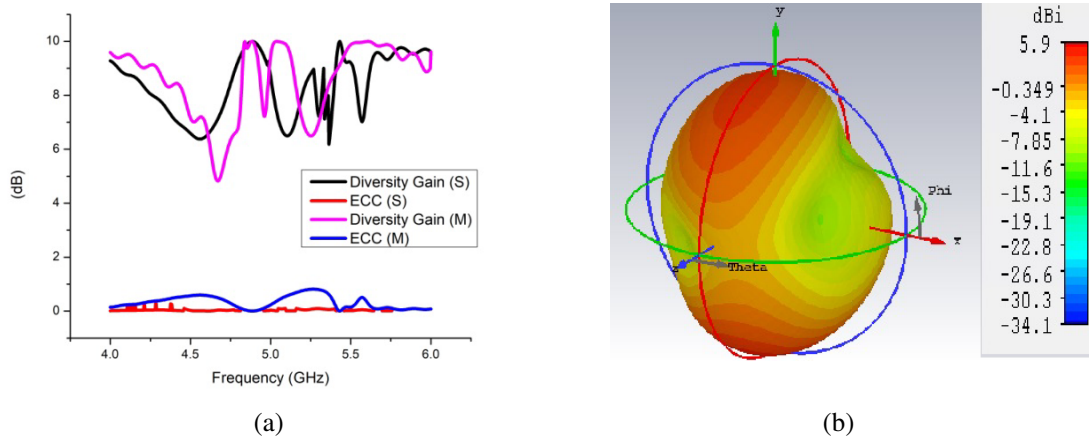 10
8
6
4
2
0
(dB)
Diversity Gain (S)
ECC (S)
Diversity Gain (M)
ECC (M)
4.0 4.5 5.0 5.5 6.0
Frequency (GHz)
(a)
y
Phi
x
z
Theta
dBi
5.9
-0.349
-4.1
-7.85
-11.6
-15.3
-19.1
-22.8
-26.6
-30.3
-34.1
(b)